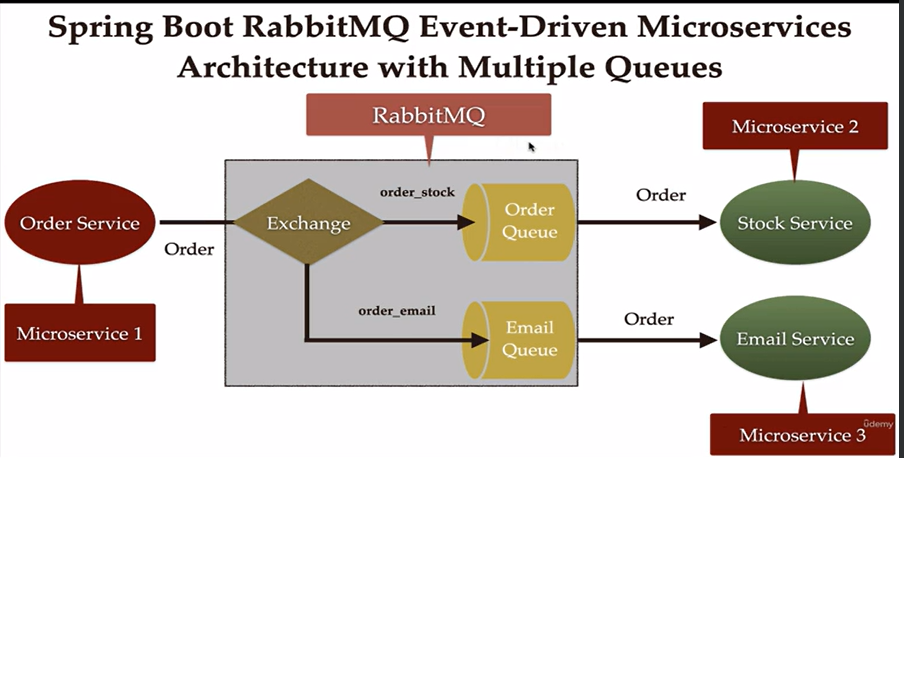 Spring Boot RabbitMQ Event-Driven Microservices
Architecture with Multiple Queues
RabbitMQ
Microservice 2
order_stock
Order
Order Service
Exchange
Order
Queue
Stock Service
Order
order_email
Order
Microservice 1
Email
Queue
Email Service
ûdemy
Microservice 3